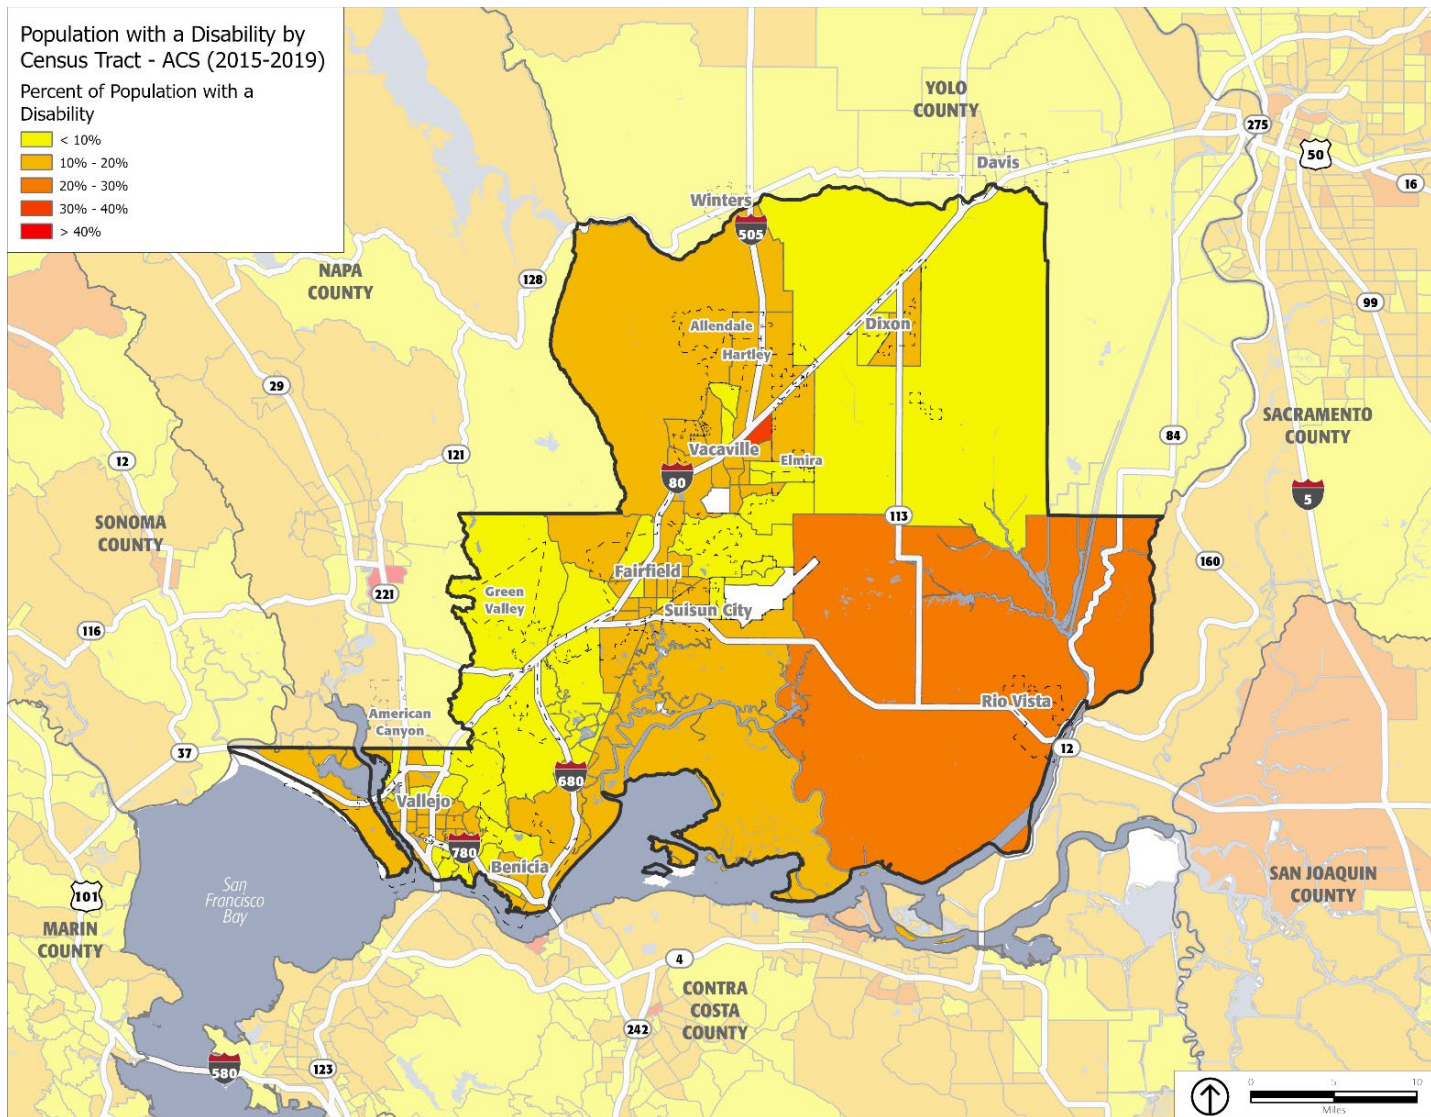 Population with a Disability by
Census Tract - ACS (2015-2019)
Percent of Population with a
Disability
< 10%
10% - 20%
20% - 30%
30% - 40%
> 40%
YOLO
COUNTY
275
50
Davis
16
Winters
505
NAPA
COUNTY
128
99
Allendale
Dixon
Hartley
29
SACRAMENTO
COUNTY
84
12
121
Vacaville
Elmira
80
5
SONOMA
COUNTY
113
160
Fairfield
221
Green
Valley
Suisun City
116
Rio Vista
American
Canyon
37
12
680
Vallejo
780
Benicia
San
Francisco
Bay
101
SAN JOAQUIN
COUNTY
MARIN
COUNTY
4
CONTRA
COSTA
COUNTY
242
580
123
0 5 10
Miles